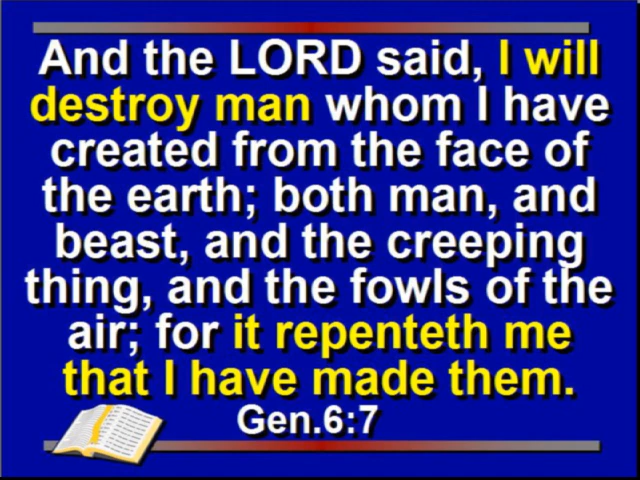 And the LORD said, I will
destroy man whom I have
created from the face of
the earth; both man, and
beast, and the creeping
thing, and the fowls of the
air; for it repenteth me
that I have made them.
Gen.6:7